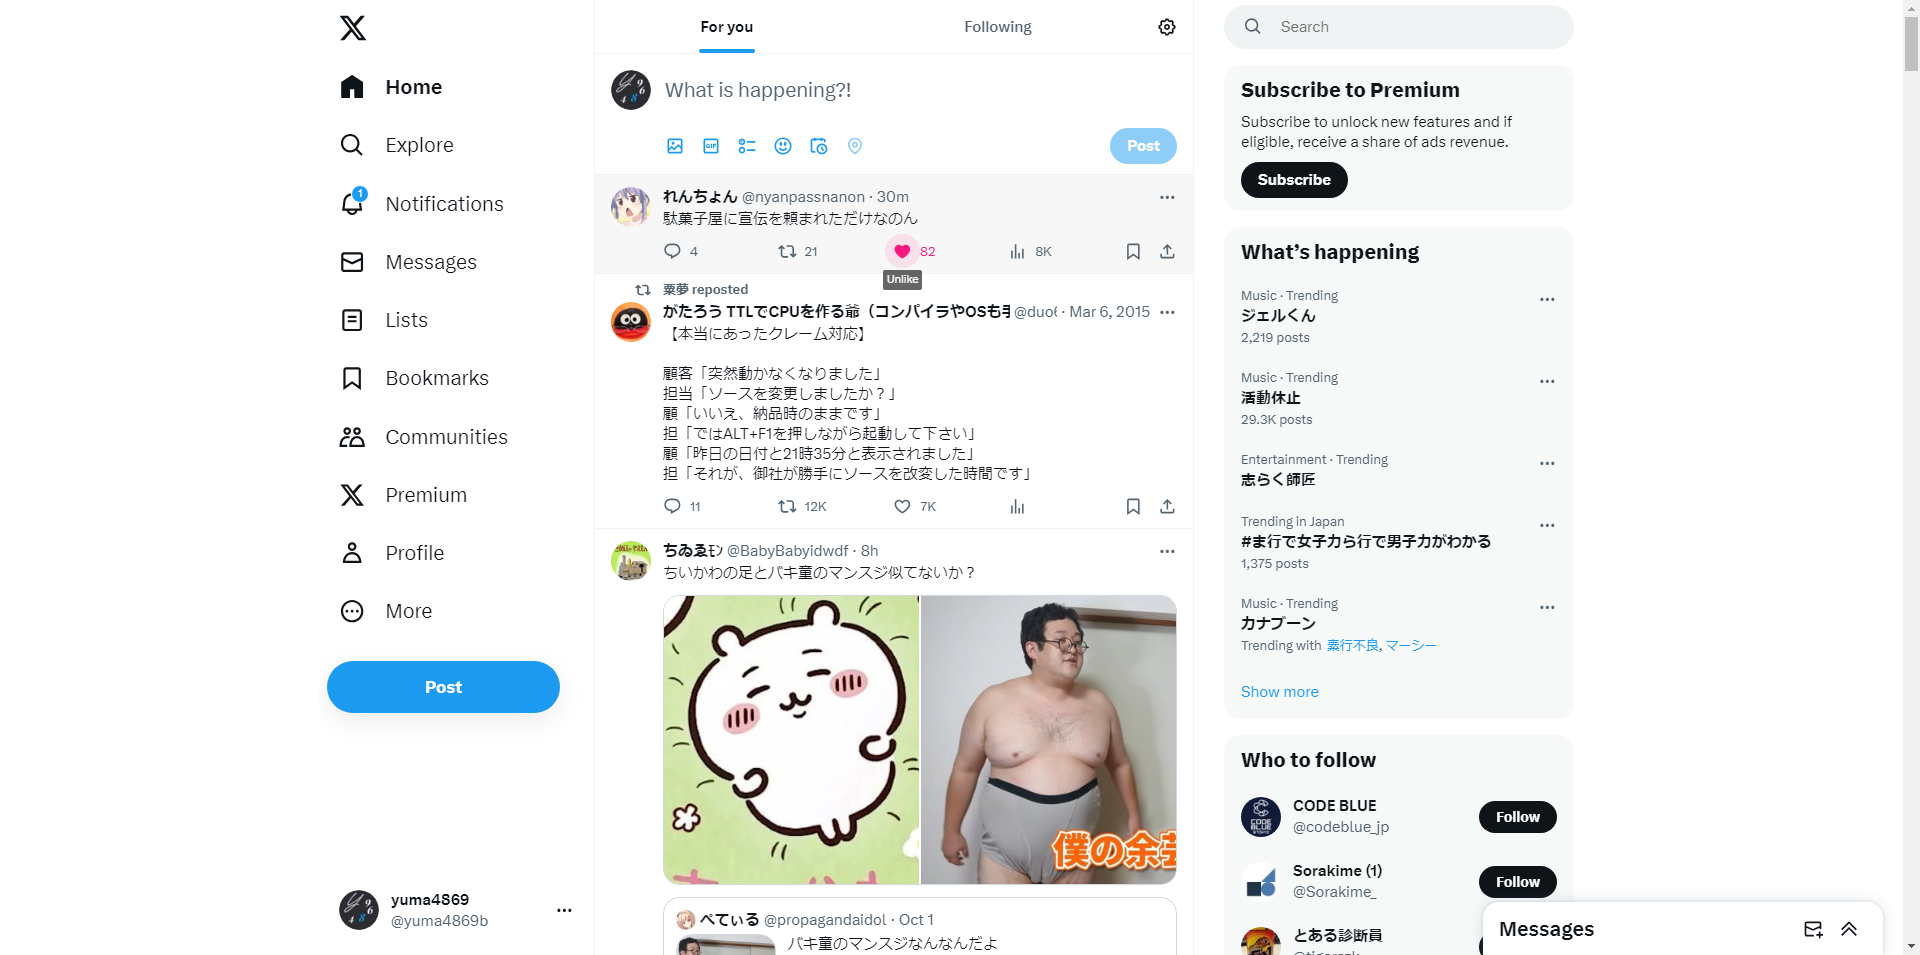 Home
Explore
1
Notifications
Messages
Lists
Bookmarks
Communities
Premium
Profile
More
Post
yuma4869
@yuma4869b
For you
Following
What is happening?!
GIF
Post
れんちょん @nyanpassnanon · 30m
駄菓子屋に宣伝を頼まれただけなのん
4 21 82 8K
Unlike
粟夢 reposted
がたろう TTLでCPUを作る爺（コンパイラやOSも手 @duo6 · Mar 6, 2015
【本当にあったクレーム対応】
顧客「突然動かなくなりました」
担当「ソースを変更しましたか？」
顧「いいえ、納品時のままです」
担「ではALT+F1を押しながら起動して下さい」
顧「昨日の日付と21時35分と表示されました」
担「それが、御社が勝手にソースを改変した時間です」
11 12K 7K
ちゐゑﾓﾝ @BabyBabyidwdf · 8h
ちいかわの足とバキ童のマンスジ似てないか？
僕の余芸
ぺてぃる @propagandaidol · Oct 1
バキ童のマンスジなんなんだよ
Search
Subscribe to Premium
Subscribe to unlock new features and if
eligible, receive a share of ads revenue.
Subscribe
What’s happening
Music · Trending
ジェルくん
2,219 posts
Music · Trending
活動休止
29.3K posts
Entertainment · Trending
志らく師匠
Trending in Japan
#ま行で女子力ら行で男子力がわかる
1,375 posts
Music · Trending
カナブーン
Trending with 素行不良, マーシー
Show more
Who to follow
CODE BLUE
@codeblue_jp
Follow
Sorakime (1)
@Sorakime_
Follow
とある診断員
Messages